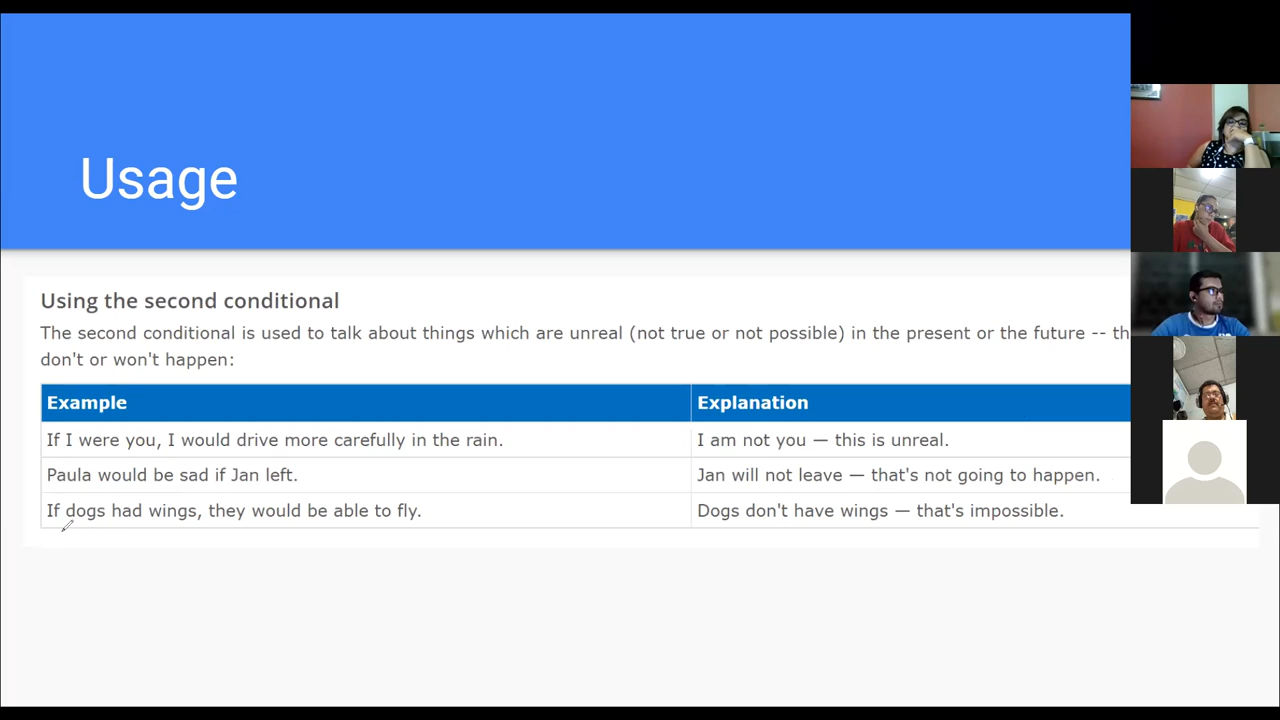 Usage
Using the second conditional
The second conditional is used to talk about things which are unreal (not true or not possible) in the present or the future --
don't or won't happen:
Example Explanation
If I were you, I would drive more carefully in the rain. I am not you — this is unreal.
Paula would be sad if Jan left. Jan will not leave — that's not going to happen.
If dogs had wings, they would be able to fly. Dogs don't have wings — that's impossible.